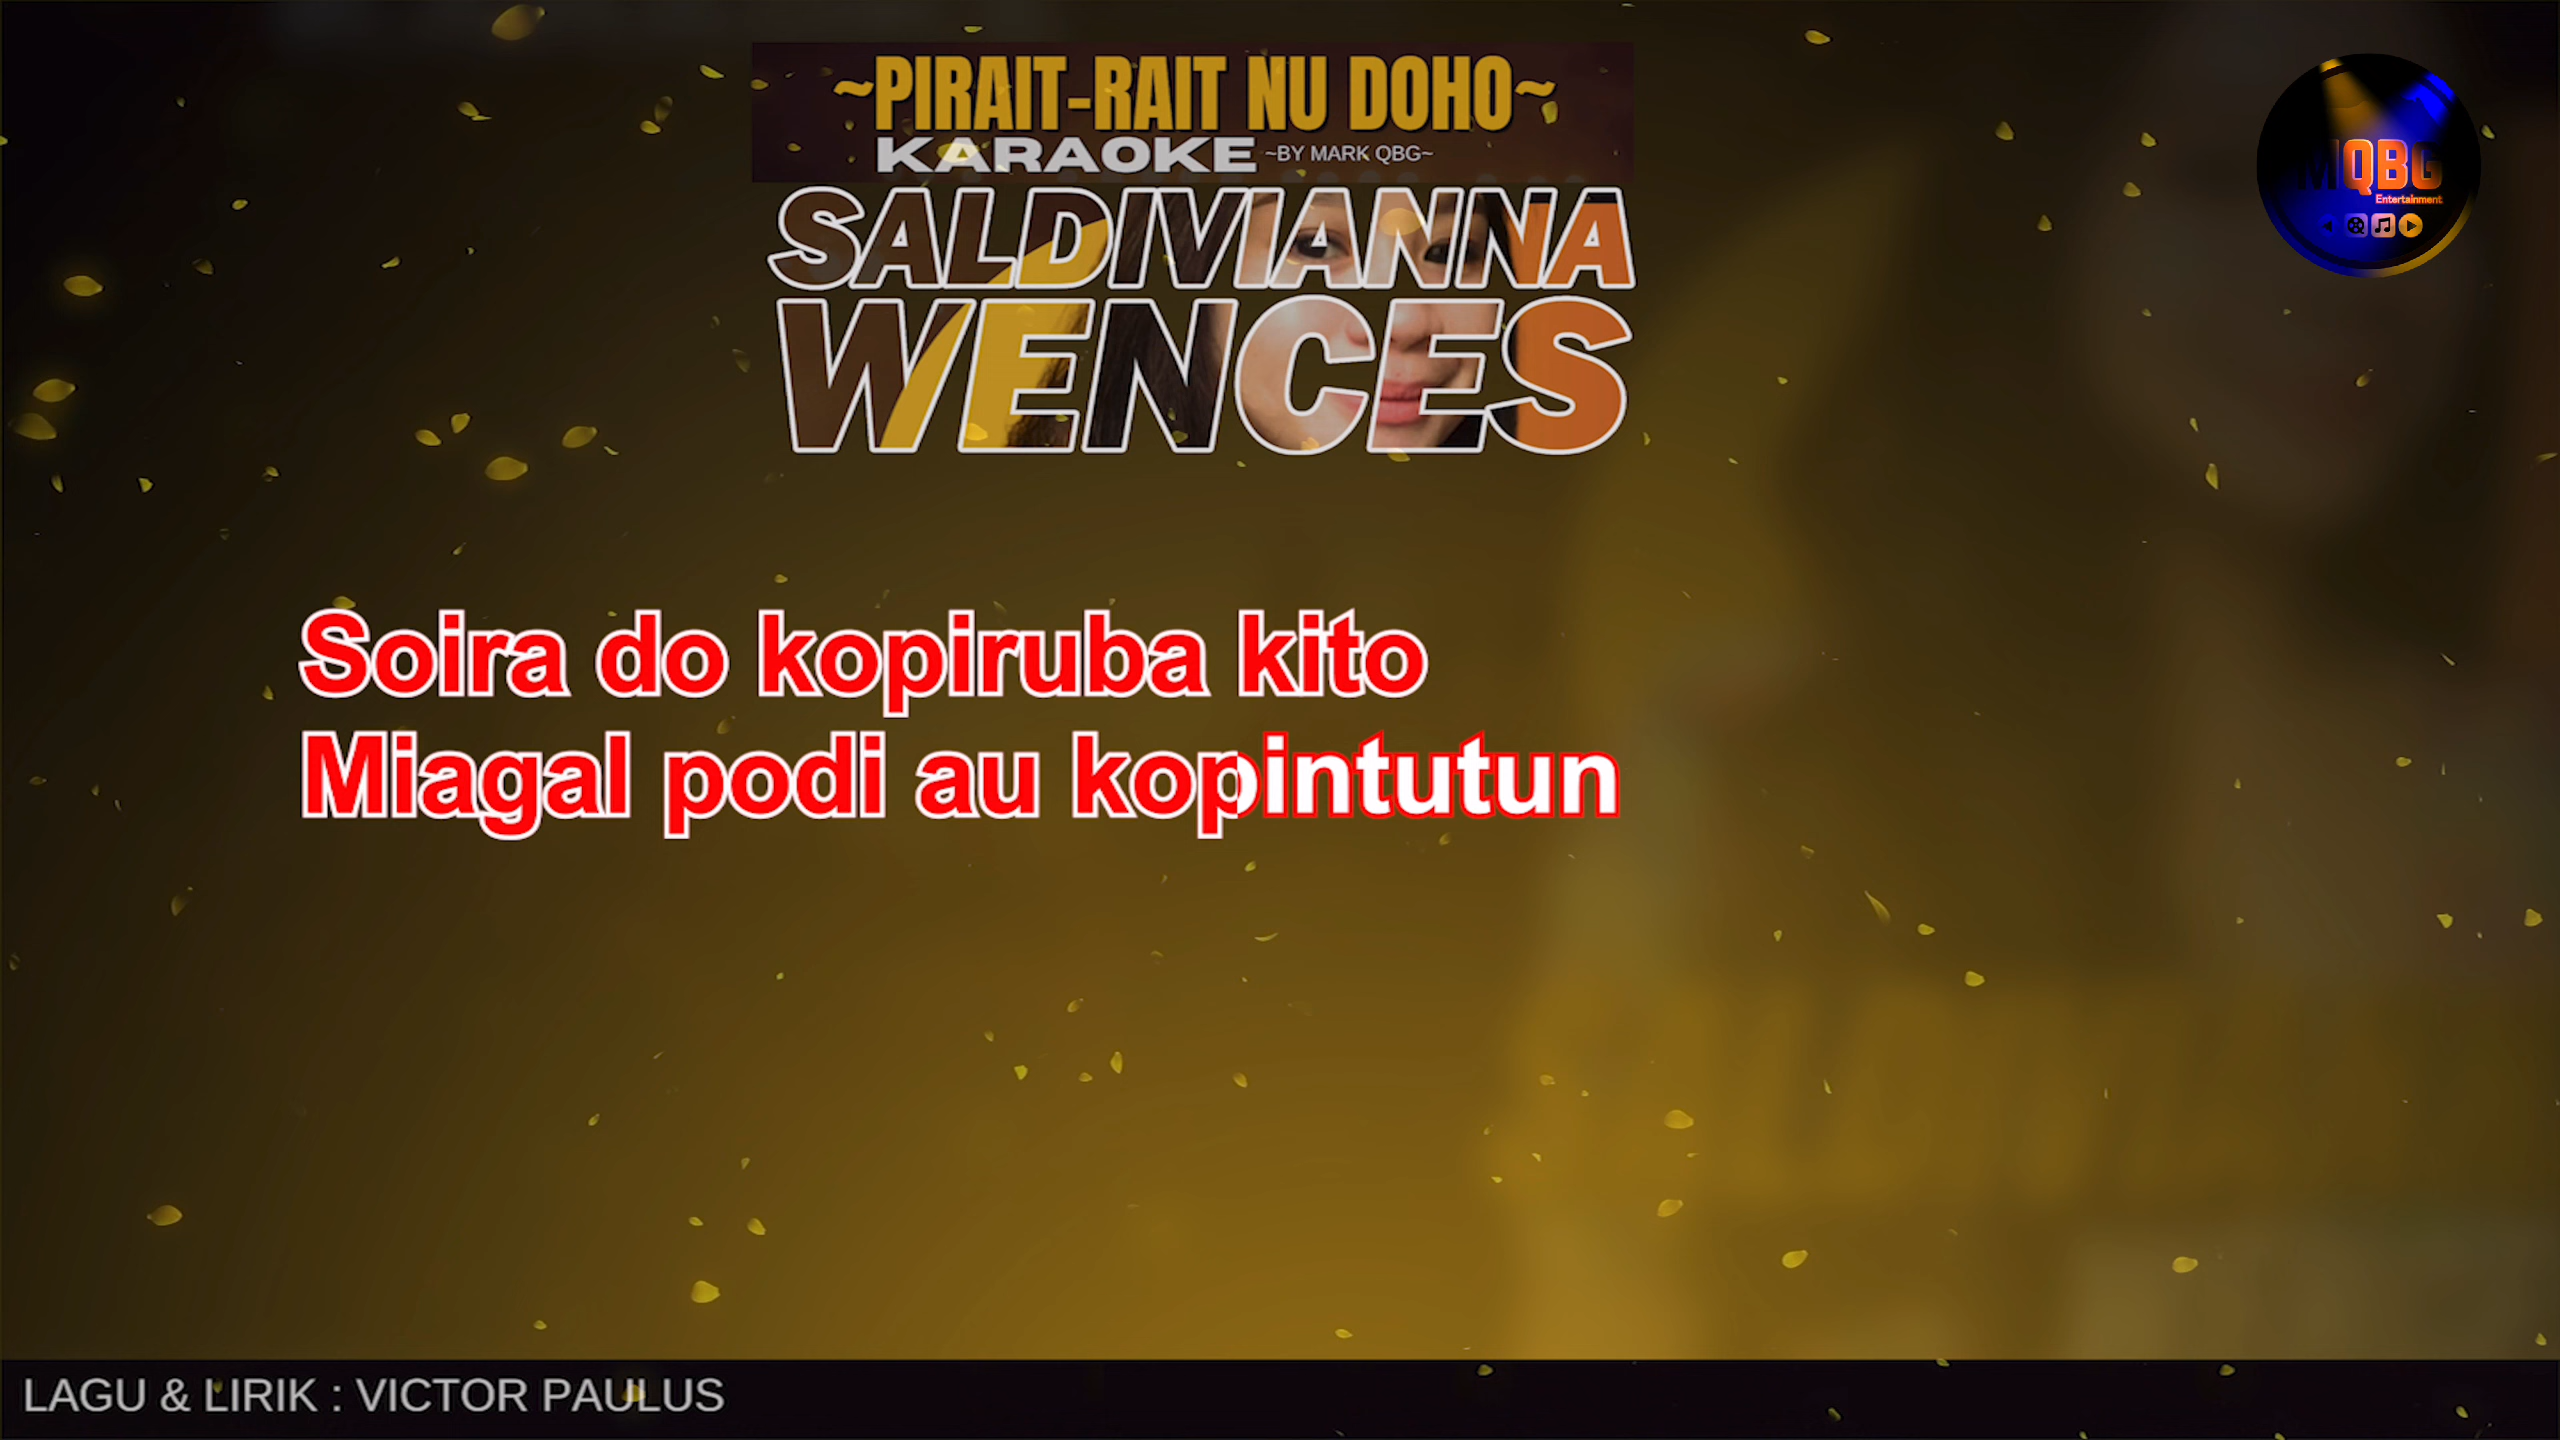 ~PIRAIT-RAIT NU DOHO~
KARAOKE ~BY MARK QBG~
SALDIVIANNA
WENCES
MQBG
Entertainment
Soira do kopiruba kito
Miagal podi au kopintutun
LAGU & LIRIK : VICTOR PAULUS